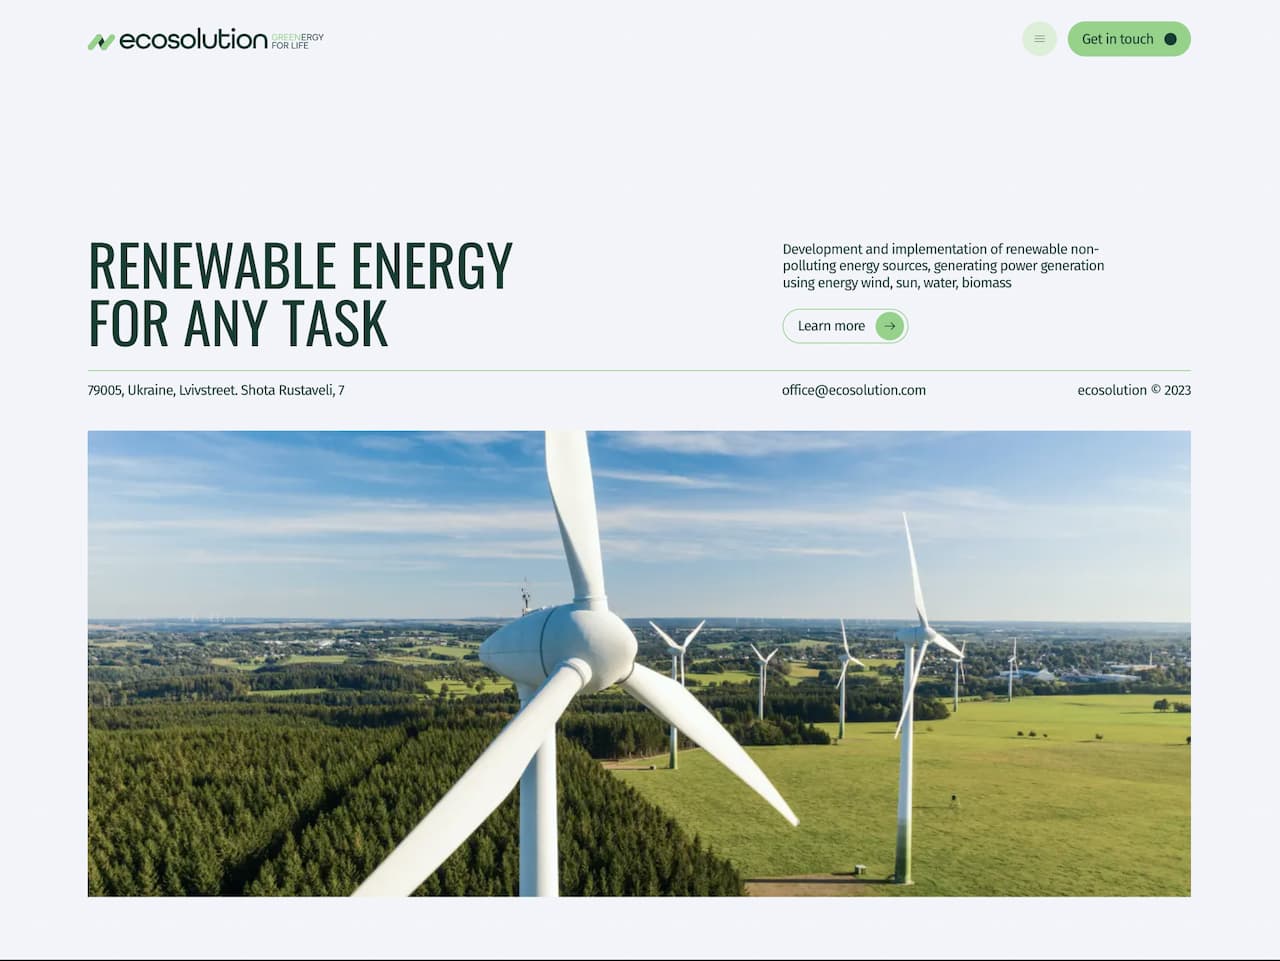 ecosolution
GREENERGY
FOR LIFE
Get in touch
RENEWABLE ENERGY
FOR ANY TASK
Development and implementation of renewable non-
polluting energy sources, generating power generation
using energy wind, sun, water, biomass
Learn more
79005, Ukraine, Lvivstreet. Shota Rustaveli, 7
office@ecosolution.com
ecosolution © 2023